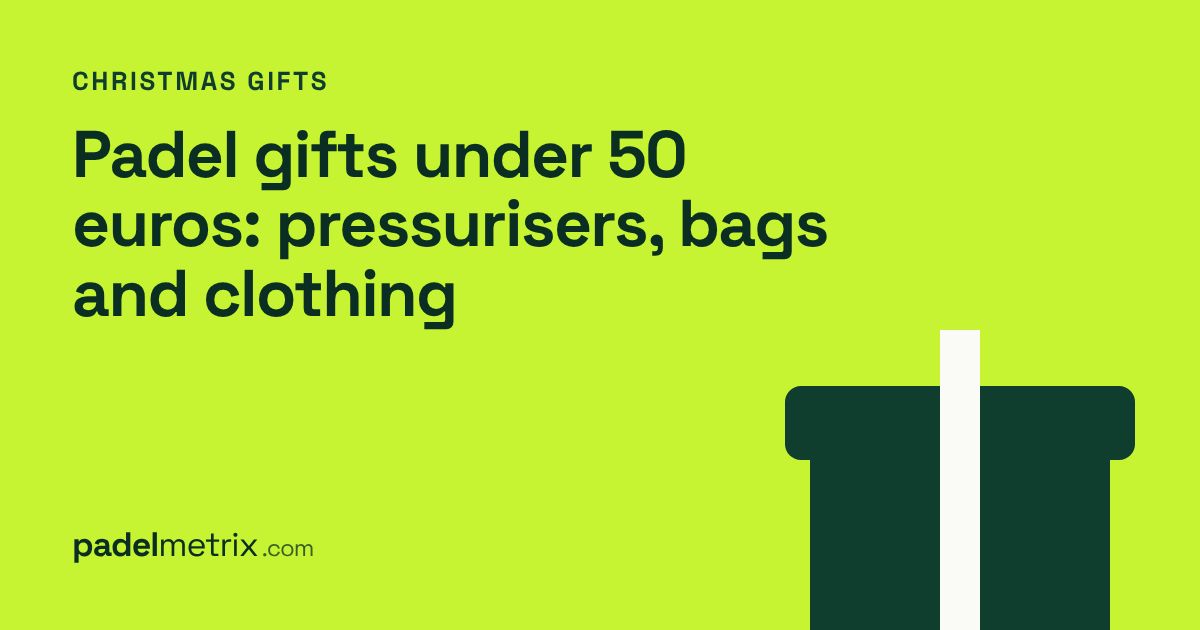 CHRISTMAS GIFTS
Padel gifts under 50
euros: pressurisers, bags
and clothing
padelmetrix.com